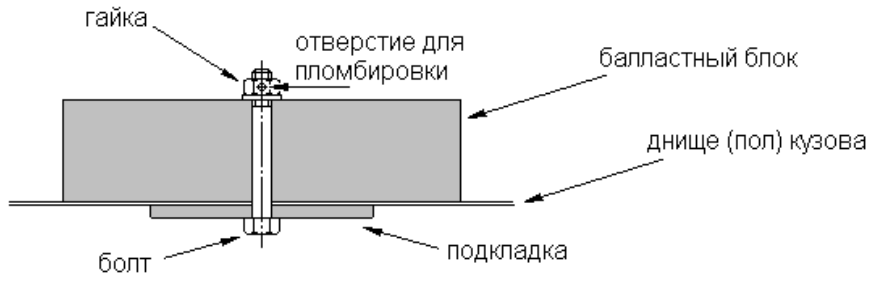 гайка
отверстие для
пломбировки
балластный блок
днище (пол) кузова
подкладка
болт